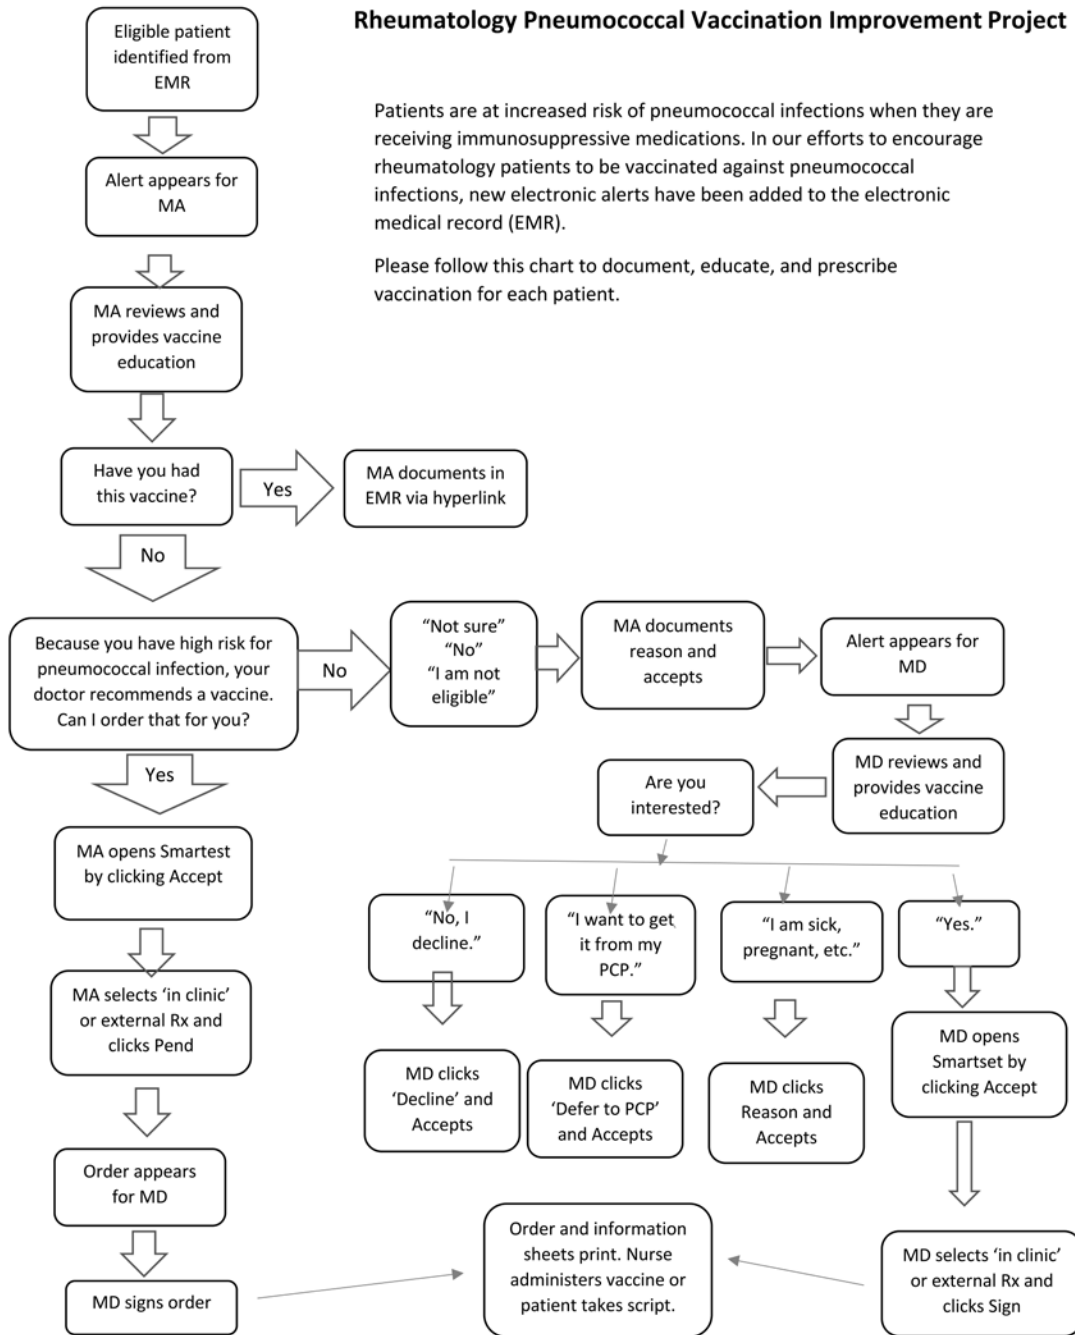 Rheumatology Pneumococcal Vaccination Improvement Project
Patients are at increased risk of pneumococcal infections when they are
receiving immunosuppressive medications. In our efforts to encourage
rheumatology patients to be vaccinated against pneumococcal
infections, new electronic alerts have been added to the electronic
medical record (EMR).
Please follow this chart to document, educate, and prescribe
vaccination for each patient.
Eligible patient
identified from
EMR
Alert appears for
MA
MA reviews and
provides vaccine
education
Have you had
this vaccine?
Yes
MA documents in
EMR via hyperlink
No
Because you have high risk for
pneumococcal infection, your
doctor recommends a vaccine.
Can I order that for you?
No
“Not sure”
“No”
“I am not
eligible”
MA documents
reason and
accepts
Alert appears for
MD
MD reviews and
provides vaccine
education
Are you
interested?
Yes
MA opens Smartest
by clicking Accept
MA selects ‘in clinic’
or external Rx and
clicks Pend
Order appears
for MD
MD signs order
“No, I
decline.”
“I want to get
it from my
PCP.”
“I am sick,
pregnant, etc.”
“Yes.”
MD clicks
‘Decline’ and
Accepts
MD clicks
‘Defer to PCP’
and Accepts
MD clicks
Reason and
Accepts
MD opens
Smartset by
clicking Accept
MD selects ‘in clinic’
or external Rx and
clicks Sign
Order and information
sheets print. Nurse
administers vaccine or
patient takes script.